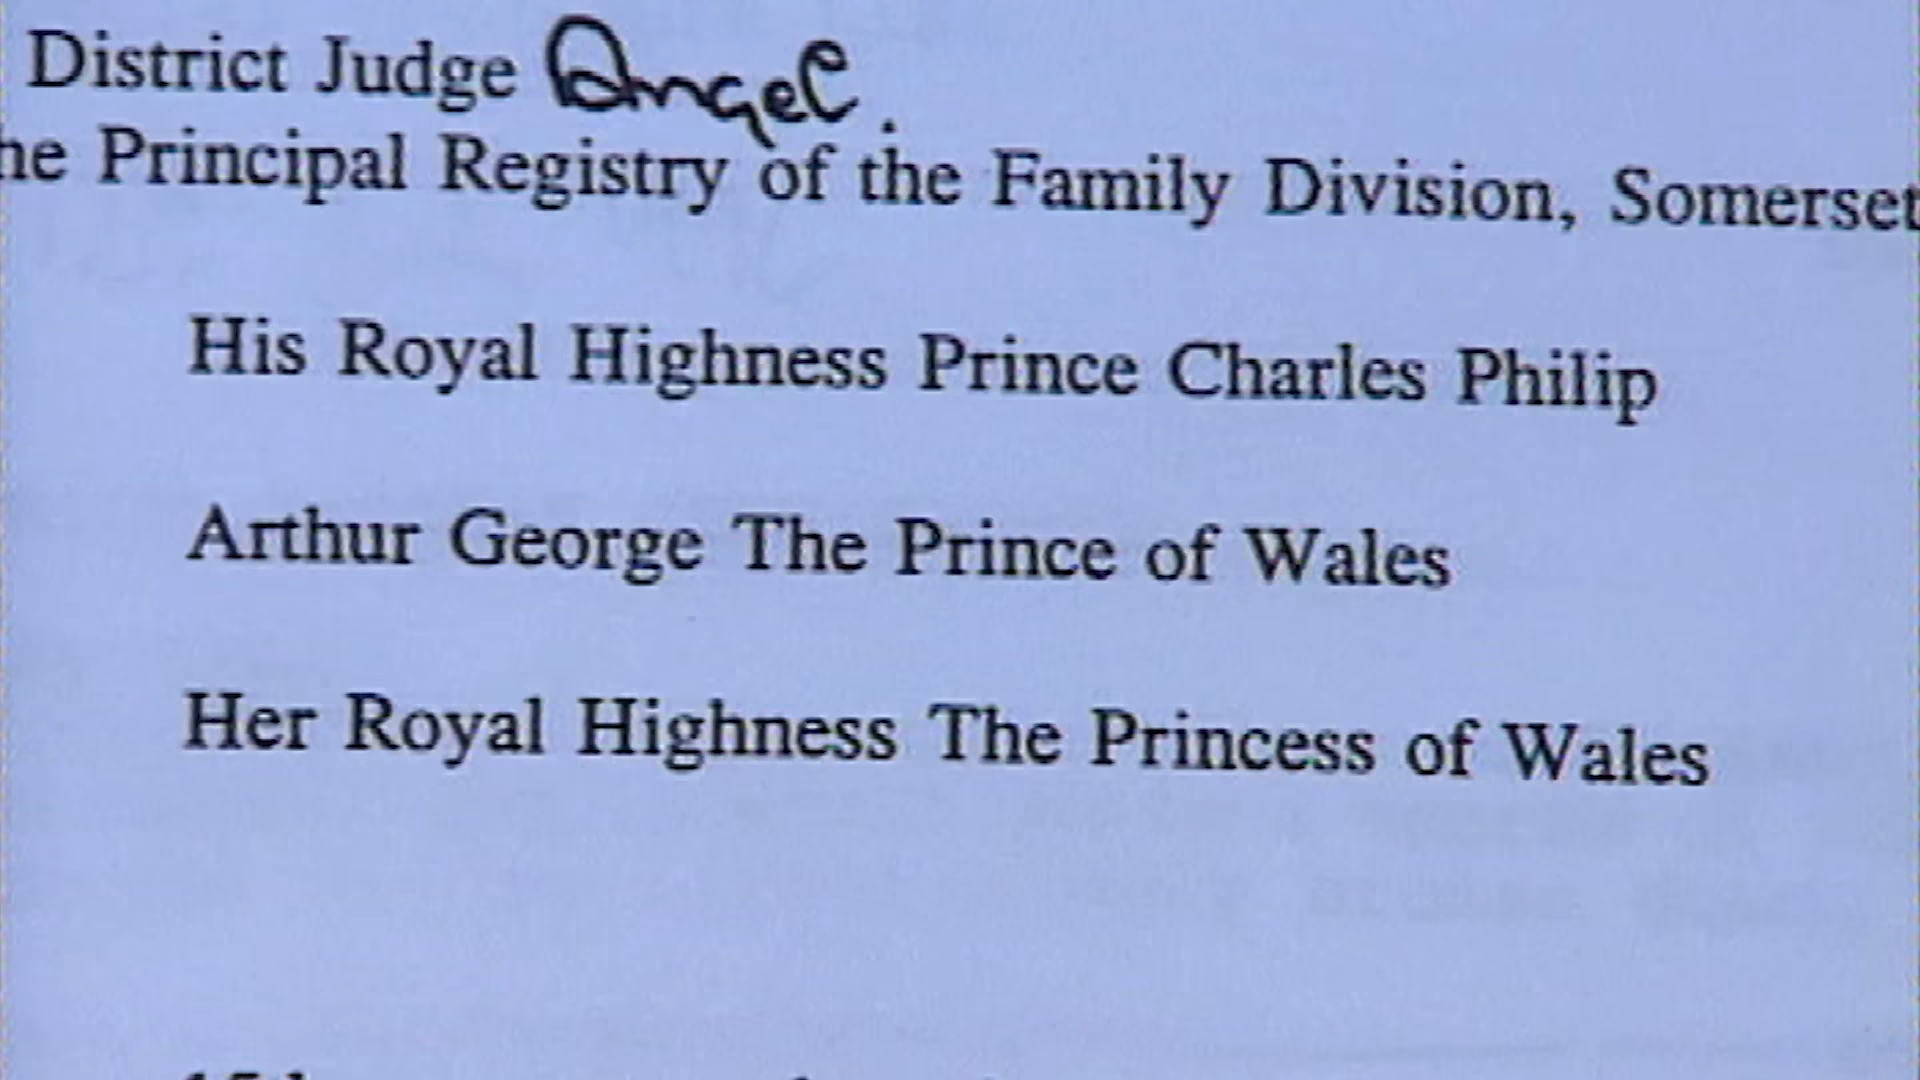 District Judge Angel.
he Principal Registry of the Family Division, Somerset
His Royal Highness Prince Charles Philip
Arthur George The Prince of Wales
Her Royal Highness The Princess of Wales